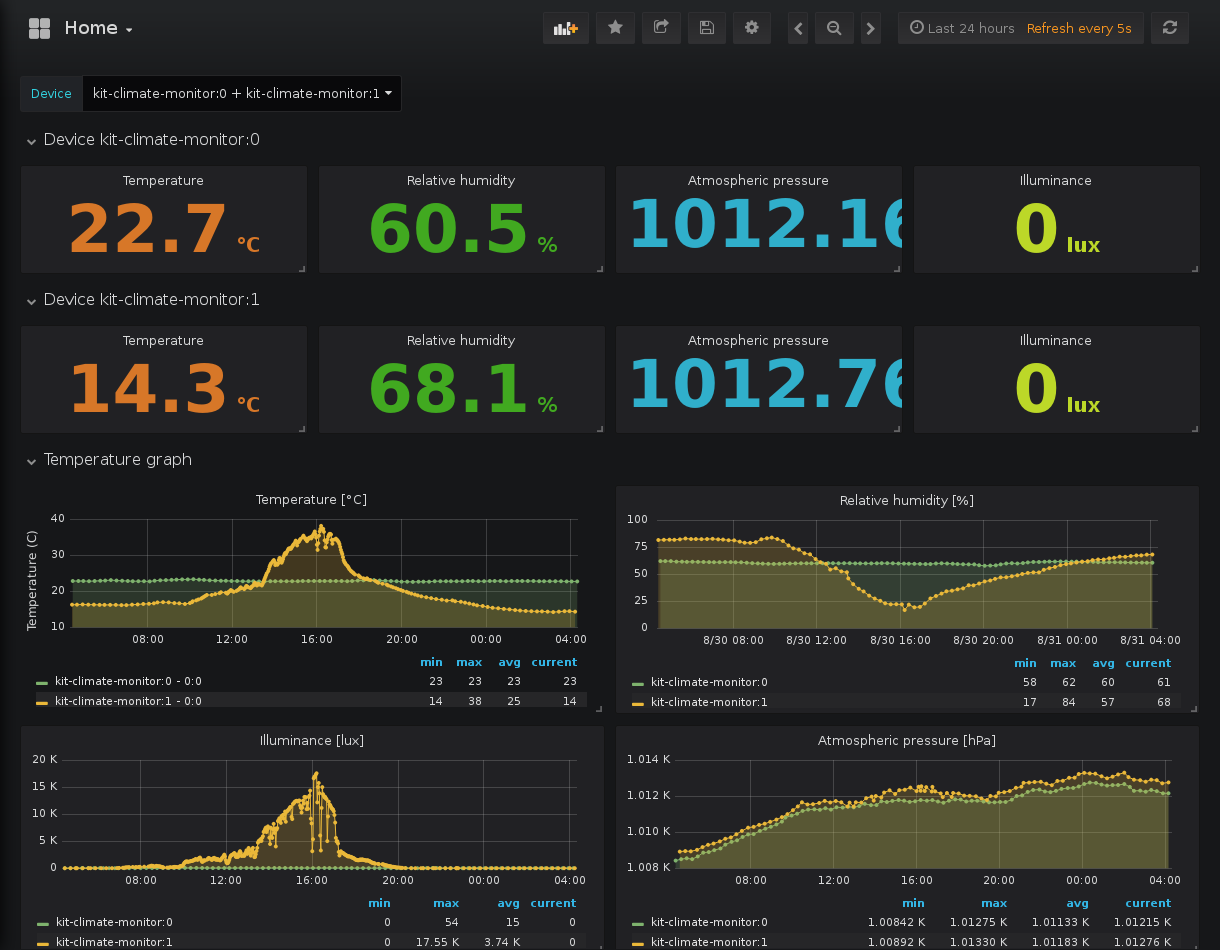 Home
Last 24 hours Refresh every 5s
Device kit-climate-monitor:0 + kit-climate-monitor:1
Device kit-climate-monitor:0
Temperature Relative humidity Atmospheric pressure Illuminance
22.7 °C 60.5 % 1012.16 0 lux
Device kit-climate-monitor:1
Temperature Relative humidity Atmospheric pressure Illuminance
14.3 °C 68.1 % 1012.76 0 lux
Temperature graph
Temperature [°C]
Temperature (C)
40
30
20
10
08:00 12:00 16:00 20:00 00:00 04:00
min max avg current
kit-climate-monitor:0 - 0:0 23 23 23 23
kit-climate-monitor:1 - 0:0 14 38 25 14
Relative humidity [%]
100
75
50
25
0
8/30 08:00 8/30 12:00 8/30 16:00 8/30 20:00 8/31 00:00 8/31 04:00
min max avg current
kit-climate-monitor:0 58 62 60 61
kit-climate-monitor:1 17 84 57 68
Illuminance [lux]
20 K
15 K
10 K
5 K
0
08:00 12:00 16:00 20:00 00:00 04:00
min max avg current
kit-climate-monitor:0 0 54 15 0
kit-climate-monitor:1 0 17.55 K 3.74 K 0
Atmospheric pressure [hPa]
1.014 K
1.012 K
1.010 K
1.008 K
08:00 12:00 16:00 20:00 00:00 04:00
min max avg current
kit-climate-monitor:0 1.00842 K 1.01275 K 1.01133 K 1.01215 K
kit-climate-monitor:1 1.00892 K 1.01330 K 1.01183 K 1.01276 K